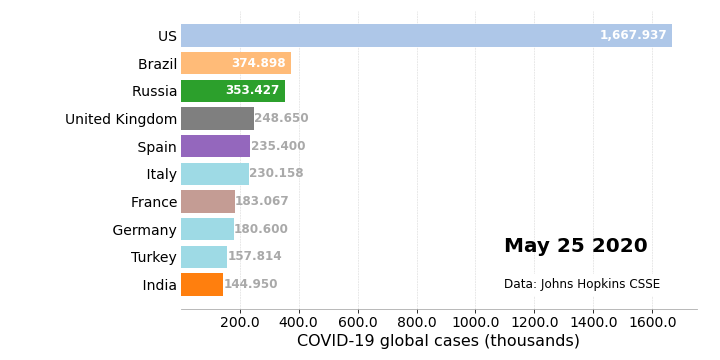 US 1,667.937
Brazil 374.898
Russia 353.427
United Kingdom 248.650
Spain 235.400
Italy 230.158
France 183.067
Germany 180.600
Turkey 157.814
India 144.950
May 25 2020
Data: Johns Hopkins CSSE
200.0 400.0 600.0 800.0 1000.0 1200.0 1400.0 1600.0
COVID-19 global cases (thousands)